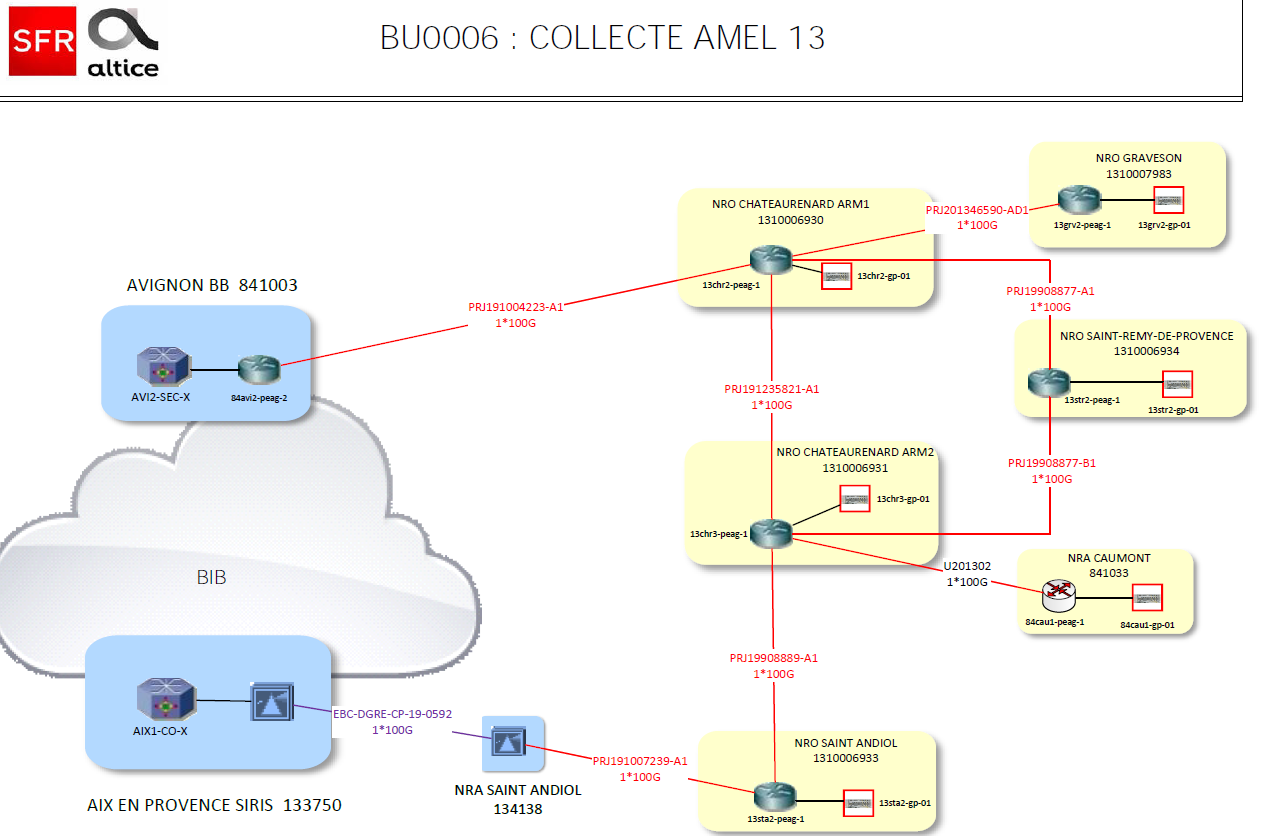 SFR
altice
BU0006 : COLLECTE AMEL 13
NRO GRAVESON
1310007983
13grv2-peag-1
13grv2-gp-01
NRO CHATEAURENARD ARM1
1310006930
PRJ201346590-AD1
1*100G
13chr2-peag-1
13chr2-gp-01
AVIGNON BB 841003
PRJ191004223-A1
1*100G
PRJ19908877-A1
1*100G
NRO SAINT-REMY-DE-PROVENCE
1310006934
13str2-peag-1
13str2-gp-01
AVI2-SEC-X
84avi2-peag-2
PRJ191235821-A1
1*100G
NRO CHATEAURENARD ARM2
1310006931
13chr3-gp-01
13chr3-peag-1
PRJ19908877-B1
1*100G
U201302
1*100G
NRA CAUMONT
841033
84cau1-peag-1
84cau1-gp-01
BIB
PRJ19908889-A1
1*100G
AIX1-CO-X
EBC-DGRE-CP-19-0592
1*100G
AIX EN PROVENCE SIRIS 133750
NRA SAINT ANDIOL
134138
PRJ191007239-A1
1*100G
NRO SAINT ANDIOL
1310006933
13sta2-peag-1
13sta2-gp-01